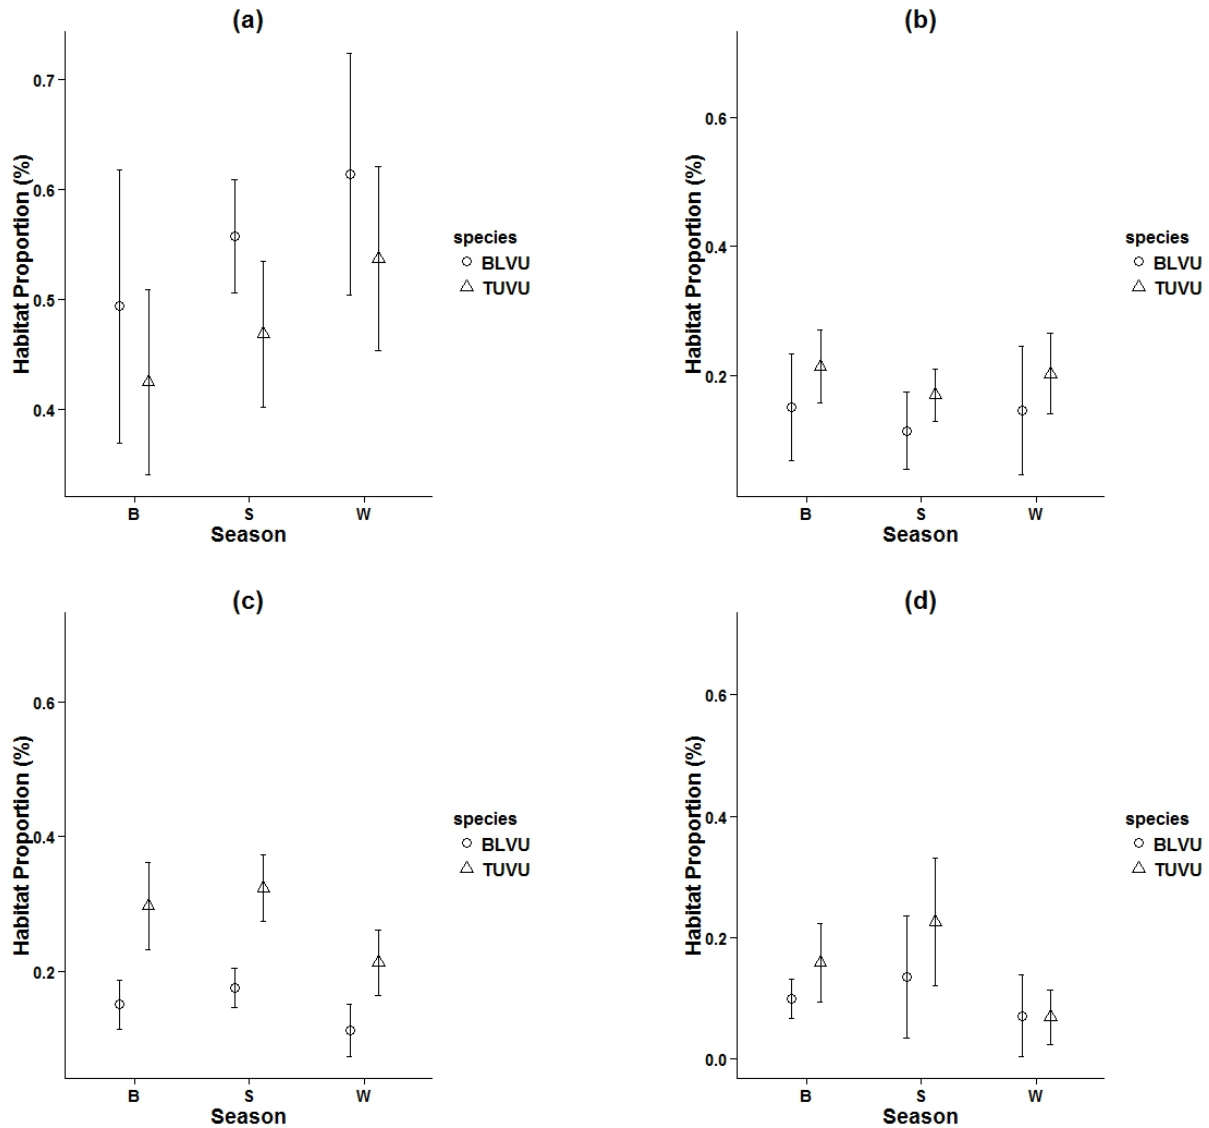 (a)
Habitat Proportion (%)
0.7
0.6
0.5
0.4
B S W
Season
species
BLVU
TUVU
(b)
Habitat Proportion (%)
0.6
0.4
0.2
B S W
Season
species
BLVU
TUVU
(c)
Habitat Proportion (%)
0.6
0.4
0.2
B S W
Season
species
BLVU
TUVU
(d)
Habitat Proportion (%)
0.6
0.4
0.2
0.0
B S W
Season
species
BLVU
TUVU